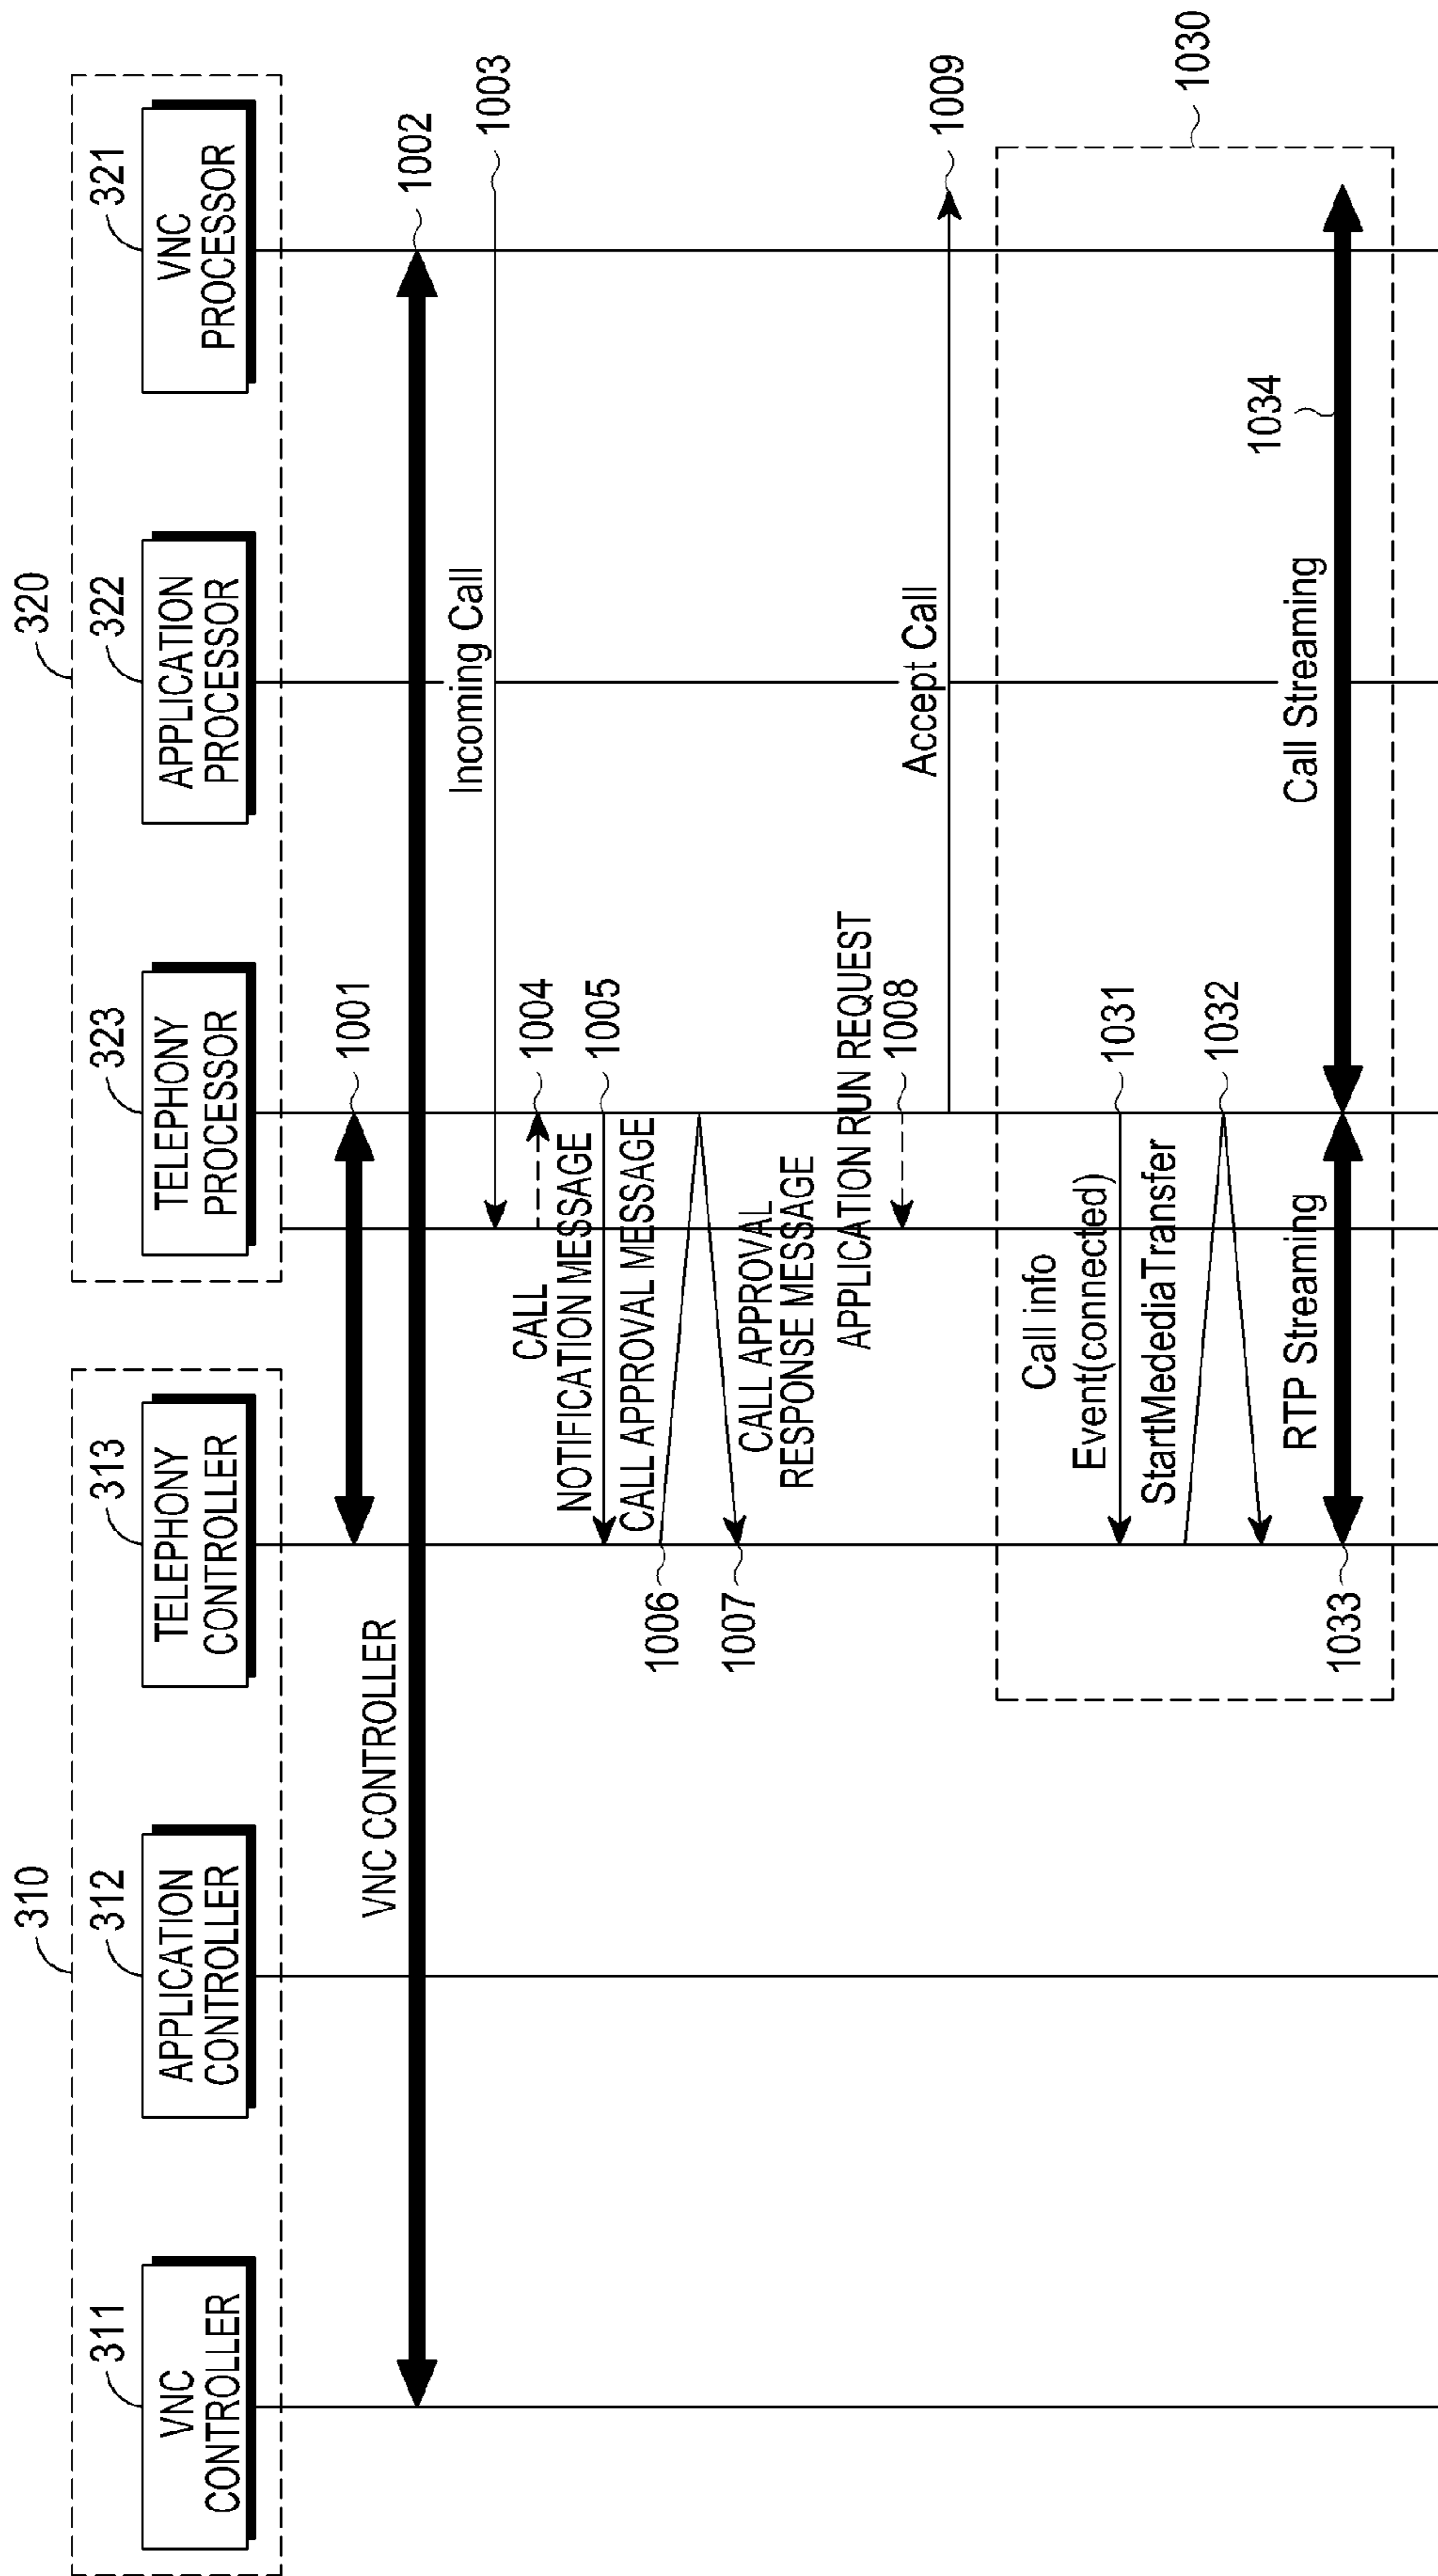 310
320
311
312
313
323
322
321
VNC
CONTROLLER
APPLICATION
CONTROLLER
TELEPHONY
CONTROLLER
TELEPHONY
PROCESSOR
APPLICATION
PROCESSOR
VNC
PROCESSOR
1001
VNC CONTROLLER
1002
Incoming Call
1003
1004
CALL
NOTIFICATION MESSAGE
1005
CALL APPROVAL MESSAGE
1006
1007
CALL APPROVAL
RESPONSE MESSAGE
APPLICATION RUN REQUEST
1008
Accept Call
1009
1030
Call info
Event(connected)
1031
StartMedediaTransfer
1032
RTP Streaming
1033
Call Streaming
1034